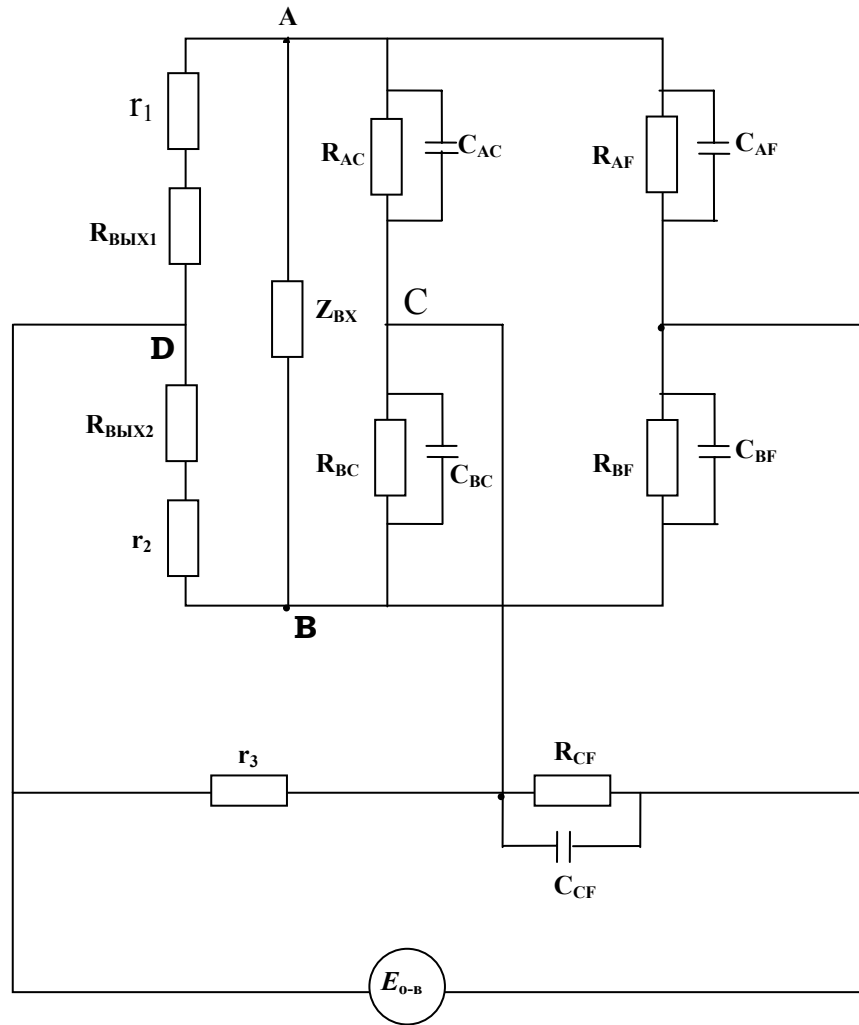 A
r1
RAC
CAC
RAF
CAF
RВЫХ1
ZВХ
C
D
RВЫХ2
RBC
CBC
RBF
CBF
r2
B
r3
RCF
CCF
Eо-в